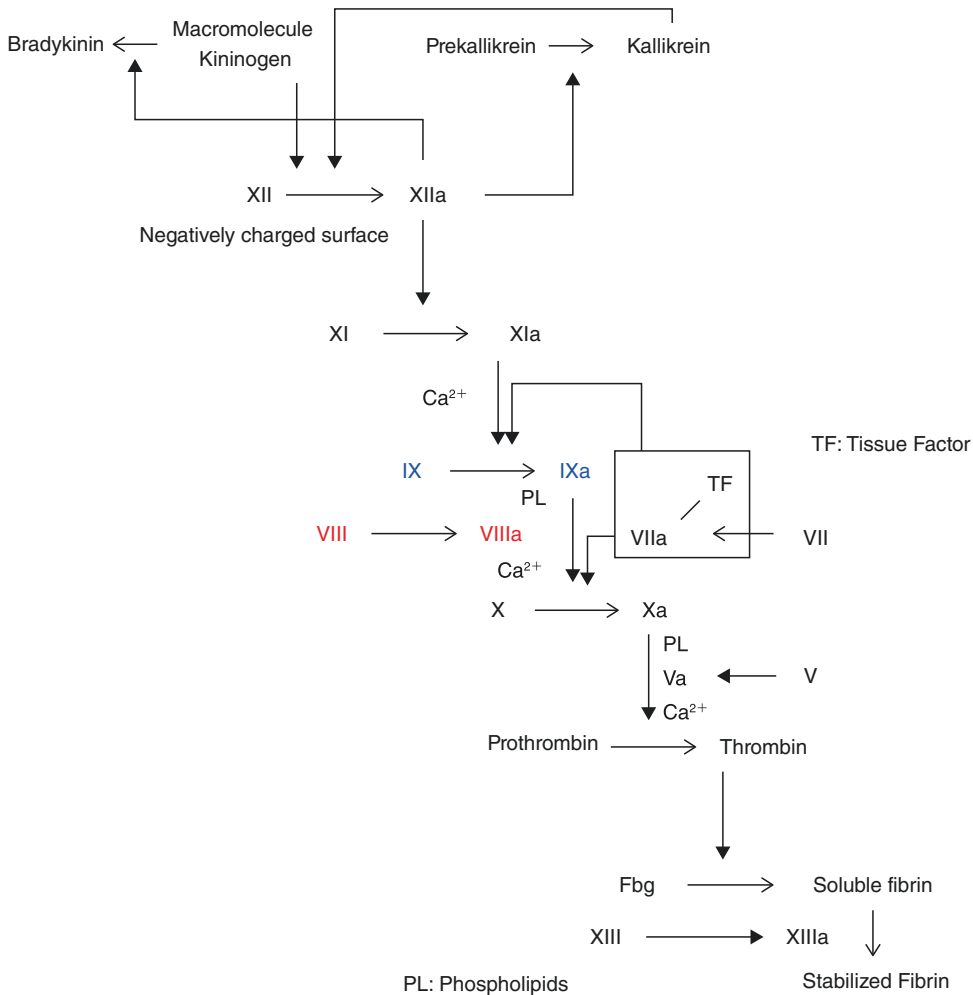 Bradykinin
Macromolecule
Kininogen
Prekallikrein
Kallikrein
XII
XIIa
Negatively charged surface
XI
XIa
Ca²⁺
TF: Tissue Factor
IX
IXa
PL
TF
VIII
VIIIa
VIIa
VII
Ca²⁺
X
Xa
PL
Va
V
Ca²⁺
Prothrombin
Thrombin
Fbg
Soluble fibrin
XIII
XIIIa
Stabilized Fibrin
PL: Phospholipids